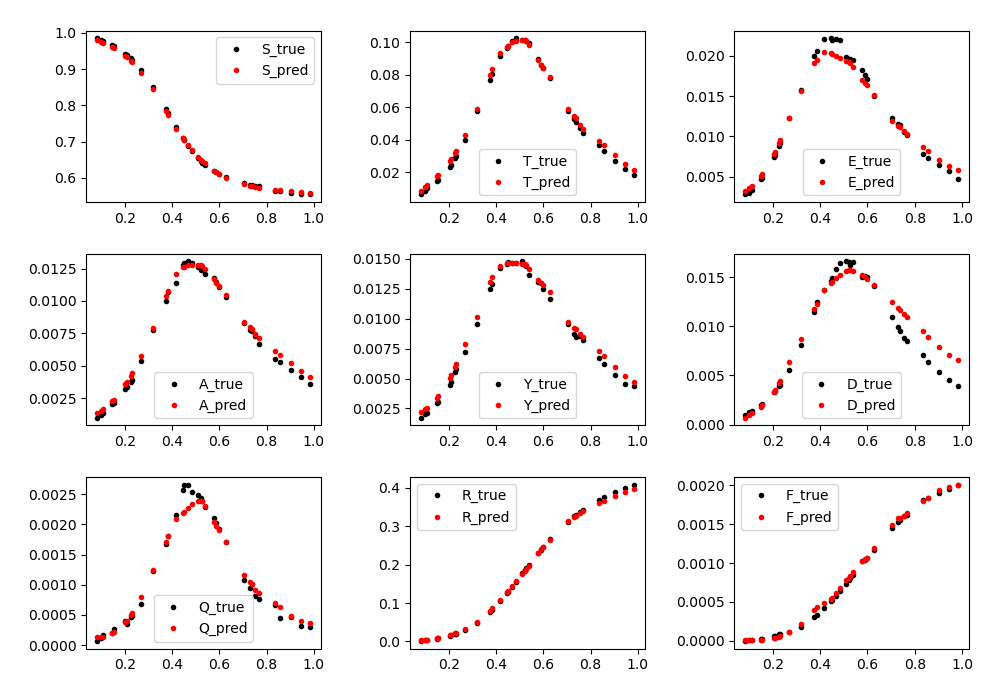 1.0
0.9
0.8
0.7
0.6
0.2 0.4 0.6 0.8 1.0
S_true
S_pred
0.10
0.08
0.06
0.04
0.02
0.2 0.4 0.6 0.8 1.0
T_true
T_pred
0.020
0.015
0.010
0.005
0.2 0.4 0.6 0.8 1.0
E_true
E_pred
0.0125
0.0100
0.0075
0.0050
0.0025
0.2 0.4 0.6 0.8 1.0
A_true
A_pred
0.0150
0.0125
0.0100
0.0075
0.0050
0.0025
0.2 0.4 0.6 0.8 1.0
Y_true
Y_pred
0.015
0.010
0.005
0.000
0.2 0.4 0.6 0.8 1.0
D_true
D_pred
0.0025
0.0020
0.0015
0.0010
0.0005
0.0000
0.2 0.4 0.6 0.8 1.0
Q_true
Q_pred
0.4
0.3
0.2
0.1
0.0
0.2 0.4 0.6 0.8 1.0
R_true
R_pred
0.0020
0.0015
0.0010
0.0005
0.0000
0.2 0.4 0.6 0.8 1.0
F_true
F_pred